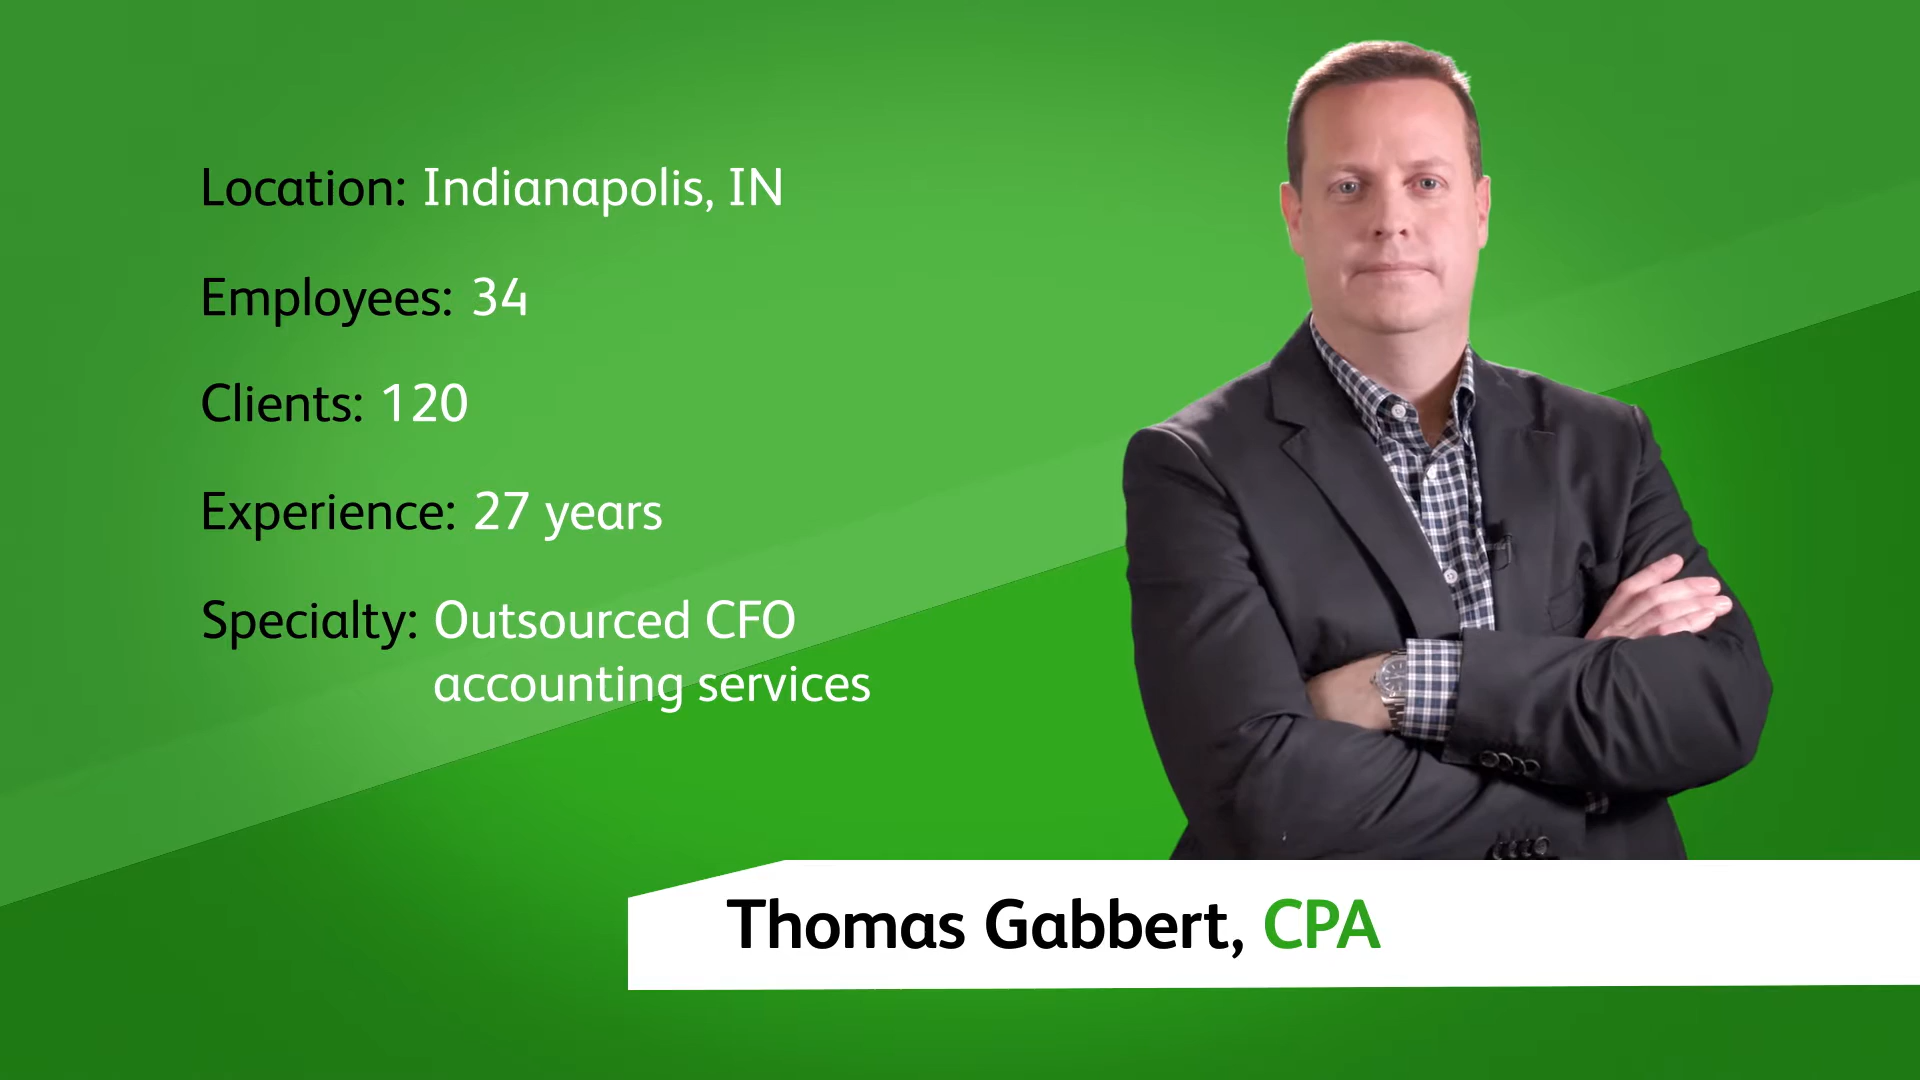 Location: Indianapolis, IN
Employees: 34
Clients: 120
Experience: 27 years
Specialty: Outsourced CFO
accounting services
Thomas Gabbert, CPA